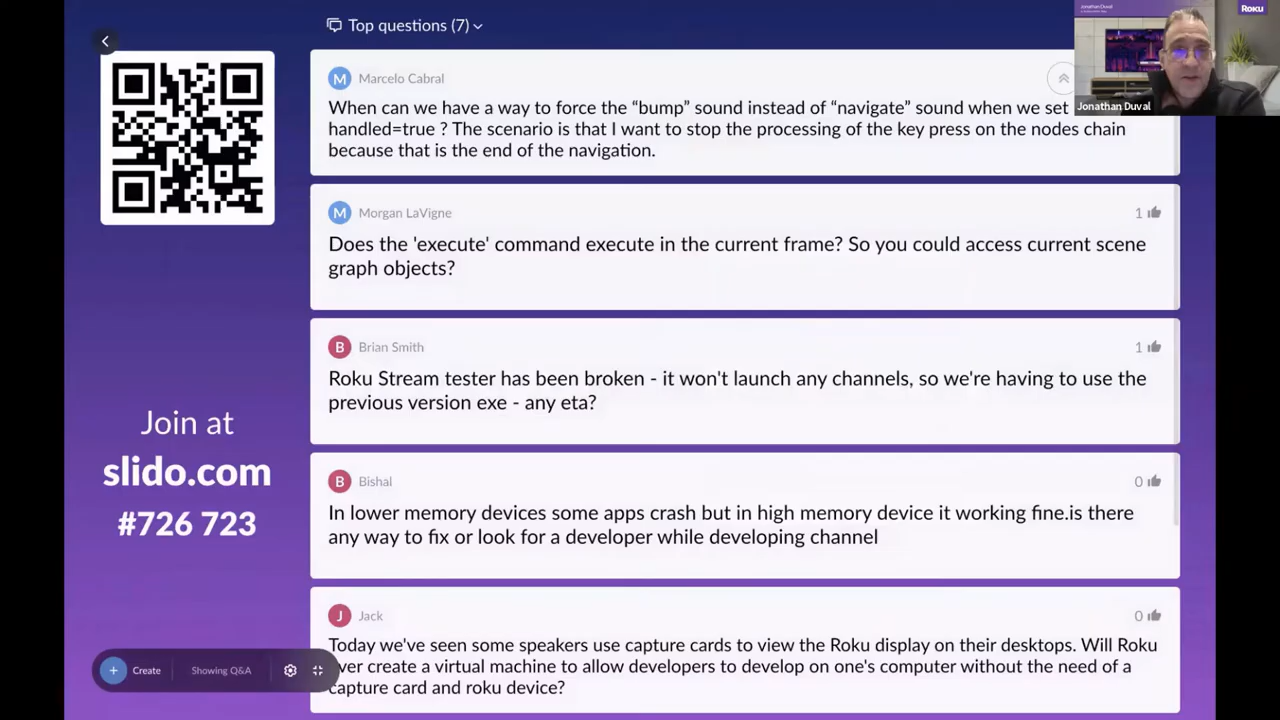 Top questions (7)
Jonathan Duval
Roku
M Marcelo Cabral
When can we have a way to force the “bump” sound instead of “navigate” sound when we set
handled=true ? The scenario is that I want to stop the processing of the key press on the nodes chain
because that is the end of the navigation.
Jonathan Duval
M Morgan LaVigne
1
Does the 'execute' command execute in the current frame? So you could access current scene
graph objects?
B Brian Smith
1
Roku Stream tester has been broken - it won't launch any channels, so we're having to use the
previous version exe - any eta?
Join at
slido.com
#726 723
B Bishal
0
In lower memory devices some apps crash but in high memory device it working fine.is there
any way to fix or look for a developer while developing channel
J Jack
0
Today we've seen some speakers use capture cards to view the Roku display on their desktops. Will Roku
ver create a virtual machine to allow developers to develop on one's computer without the need of a
capture card and roku device?
+ Create
Showing Q&A